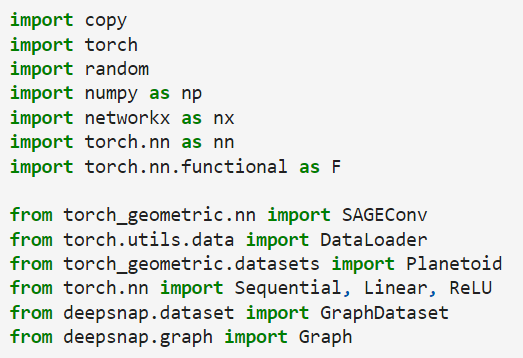 import copy
import torch
import random
import numpy as np
import networkx as nx
import torch.nn as nn
import torch.nn.functional as F

from torch_geometric.nn import SAGEConv
from torch.utils.data import DataLoader
from torch_geometric.datasets import Planetoid
from torch.nn import Sequential, Linear, ReLU
from deepsnap.dataset import GraphDataset
from deepsnap.graph import Graph